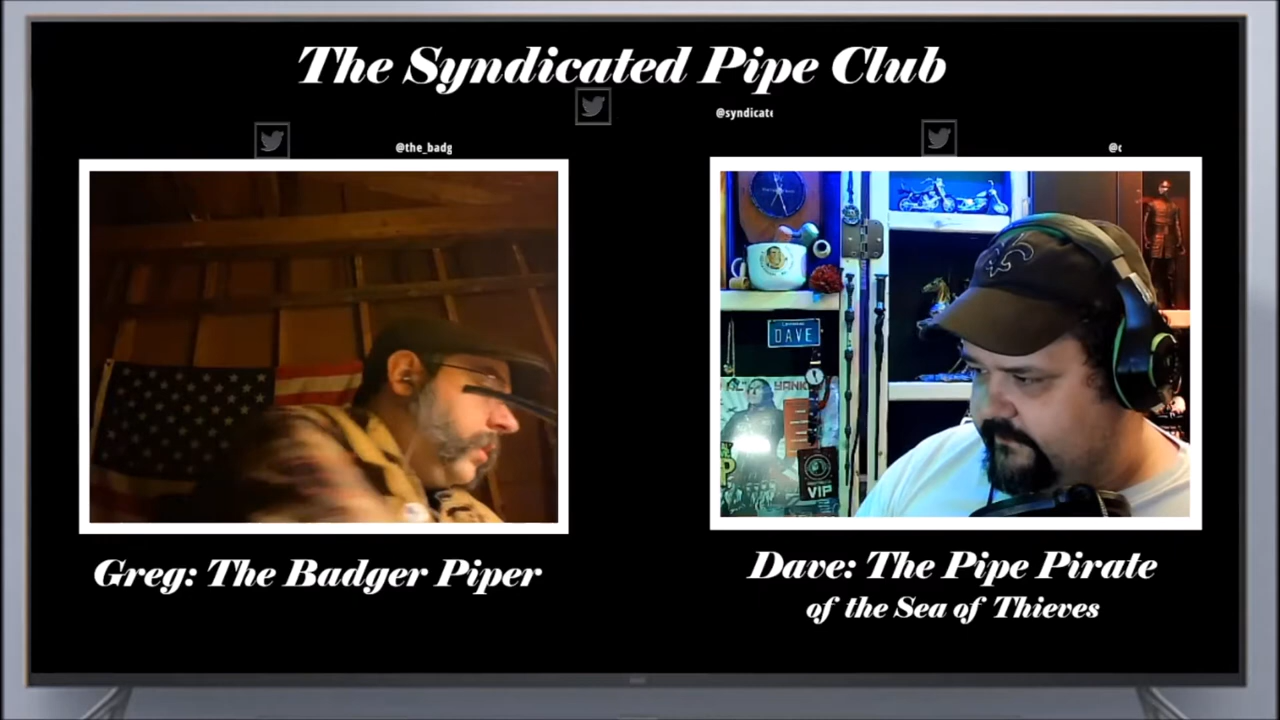 The Syndicated Pipe Club
@syndicate
@the_badg
@c
Greg: The Badger Piper
Dave: The Pipe Pirate
of the Sea of Thieves
DAVE
YANK
VIP